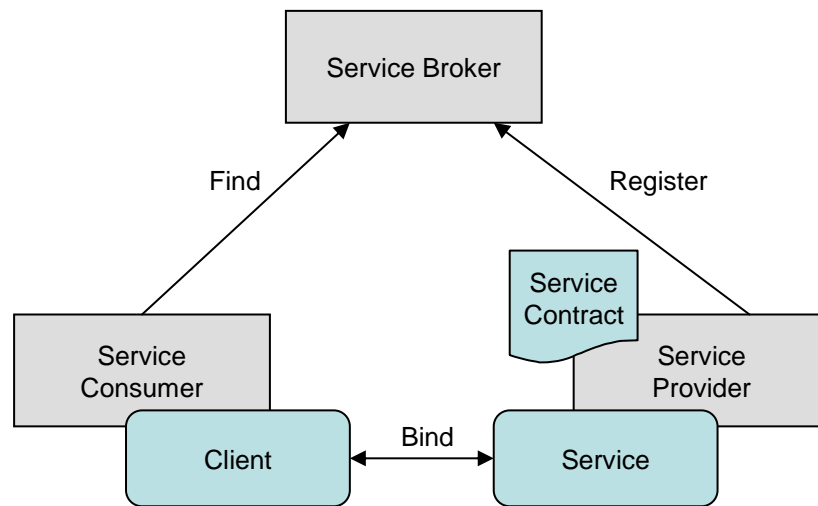 Service Broker
Find
Register
Service
Contract
Service
Consumer
Service
Provider
Client
Bind
Service